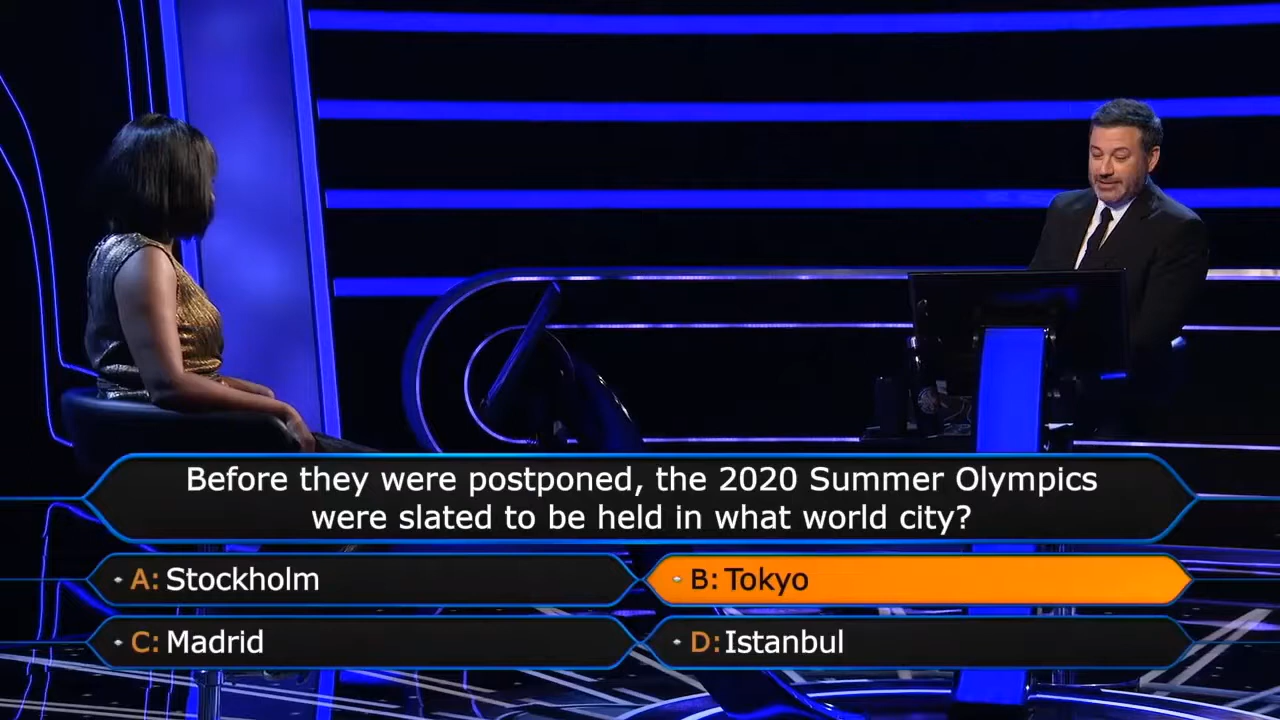 Before they were postponed, the 2020 Summer Olympics
were slated to be held in what world city?
A: Stockholm
B: Tokyo
C: Madrid
D: Istanbul